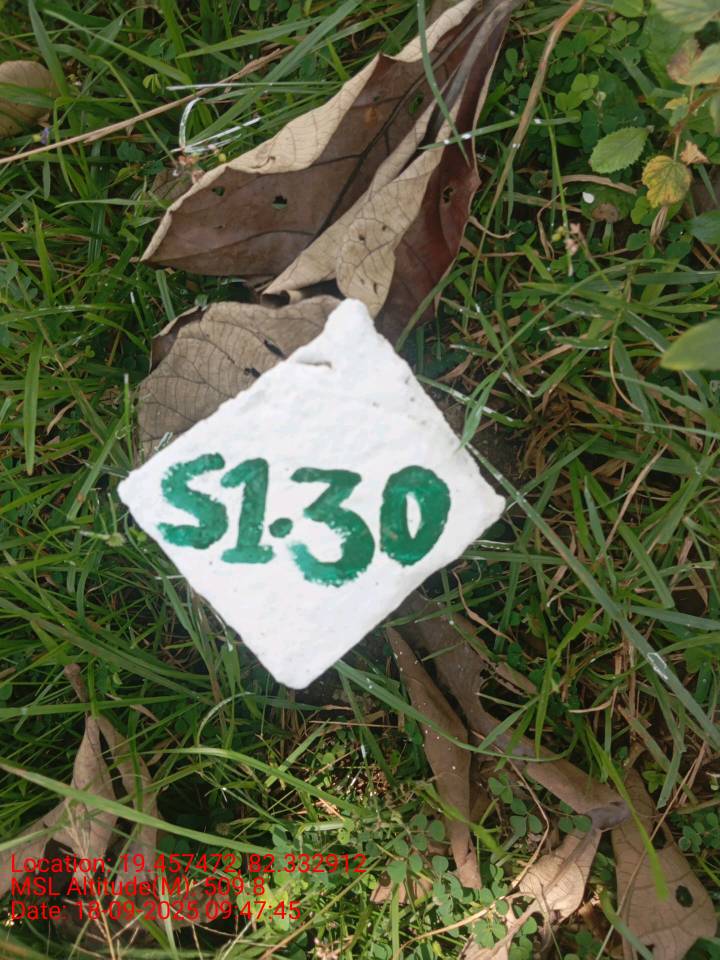 S1.30
Location: 19.457472, 82.332912
MSL Altitude(M): 509.8
Date: 18-09-2025 09:47:45